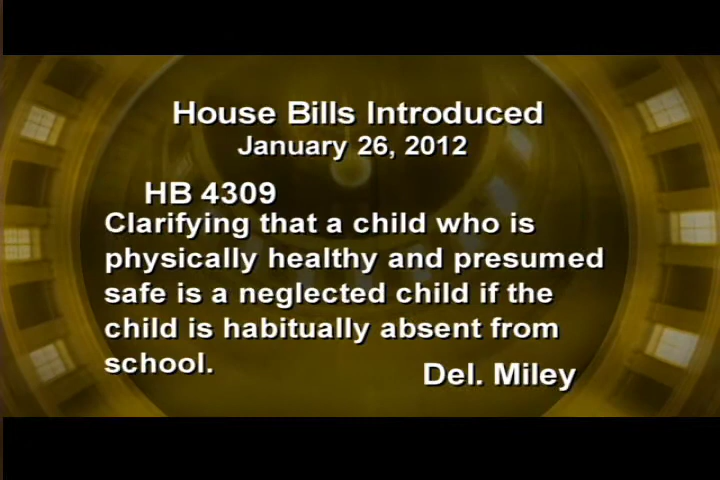 House Bills Introduced
January 26, 2012
HB 4309
Clarifying that a child who is
physically healthy and presumed
safe is a neglected child if the
child is habitually absent from
school.
Del. Miley